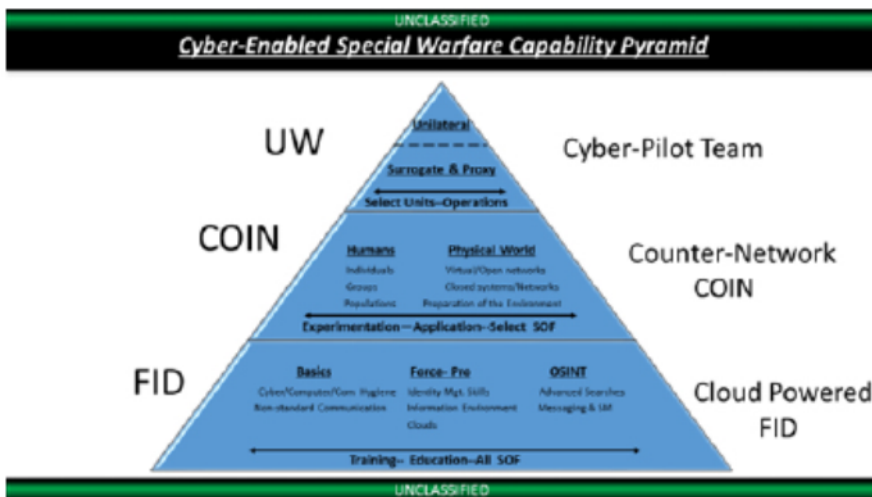 UNCLASSIFIED
Cyber-Enabled Special Warfare Capability Pyramid
UW
Unilateral
Surrogate & Proxy
Select Units--Operations
Cyber-Pilot Team
COIN
Humans
Individuals
Groups
Populations
Physical World
Virtual/Open networks
Closed systems/Networks
Preparation of the Environment
Experimentation—Application--Select SOF
Counter-Network
COIN
FID
Basics
Cyber/Computer/Com Hygiene
Non-standard Communication
Force- Pro
Identity Mgt. Skills
Information Environment
Clouds
OSINT
Advanced Searches
Messaging & SM
Training-- Education--All SOF
Cloud Powered
FID
UNCLASSIFIED